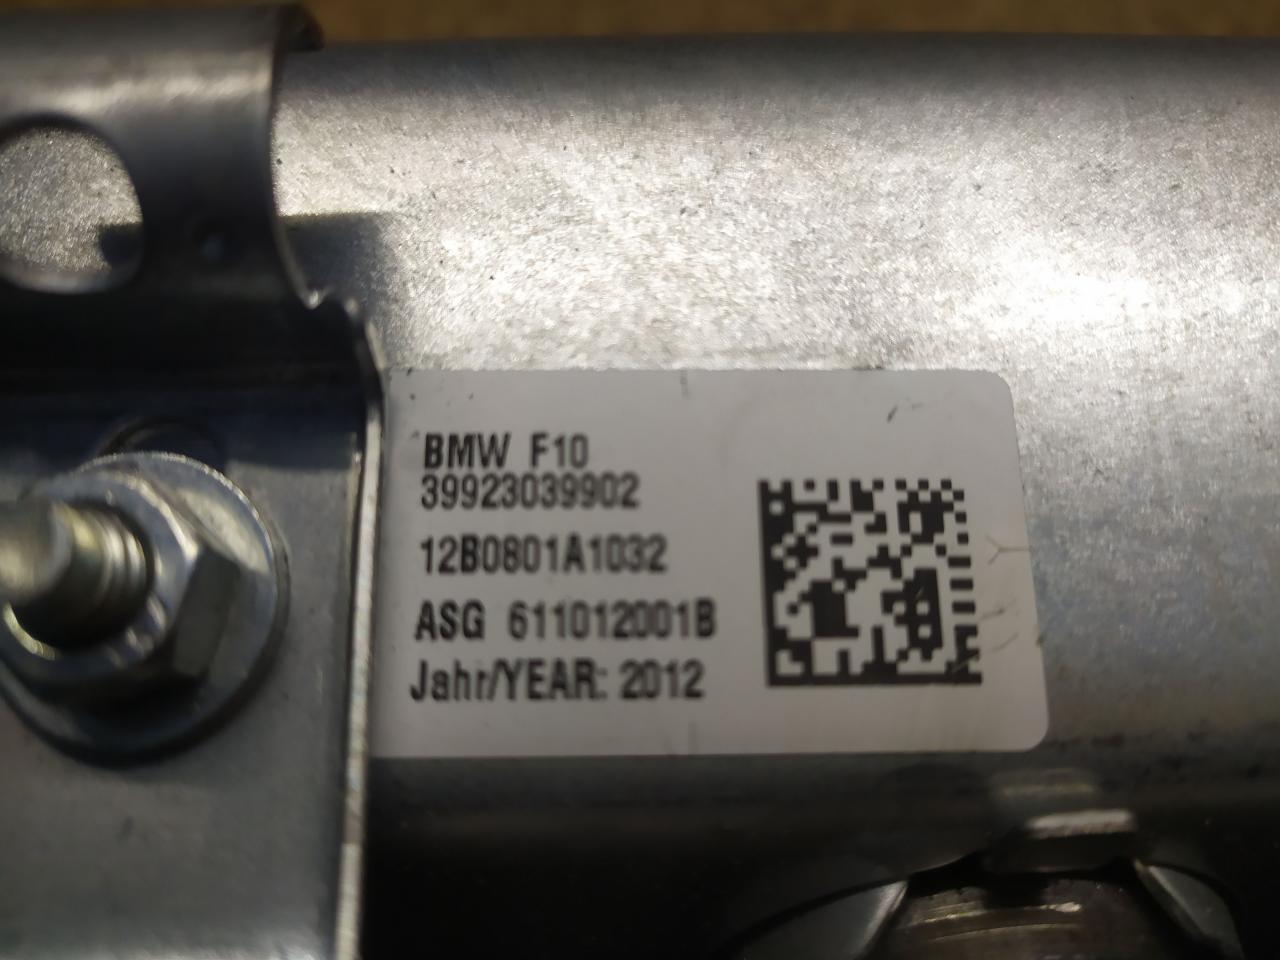 BMW F10
39923039902
12B0801A1032
ASG 611012001B
Jahr/YEAR: 2012